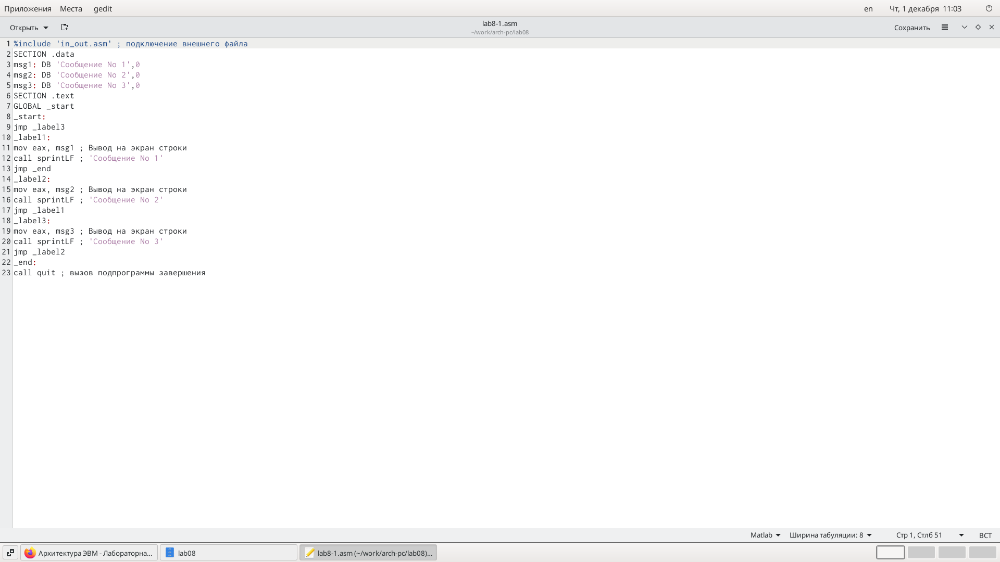 Приложения Места gedit en Чт, 1 декабря 11:03
Открыть lab8-1.asm Сохранить
~/work/arch-pc/lab08
1 %include 'in_out.asm' ; подключение внешнего файла
2 SECTION .data
3 msg1: DB 'Сообщение No 1',0
4 msg2: DB 'Сообщение No 2',0
5 msg3: DB 'Сообщение No 3',0
6 SECTION .text
7 GLOBAL _start
8 _start:
9 jmp _label3
10 _label1:
11 mov eax, msg1 ; Вывод на экран строки
12 call sprintLF ; 'Сообщение No 1'
13 jmp _end
14 _label2:
15 mov eax, msg2 ; Вывод на экран строки
16 call sprintLF ; 'Сообщение No 2'
17 jmp _label1
18 _label3:
19 mov eax, msg3 ; Вывод на экран строки
20 call sprintLF ; 'Сообщение No 3'
21 jmp _label2
22 _end:
23 call quit ; вызов подпрограммы завершения
Matlab Ширина табуляции: 8 Стр 1, Стлб 51 ВСТ
Архитектура ЭВМ - Лабораторна... lab08 lab8-1.asm (~/work/arch-pc/lab08)...